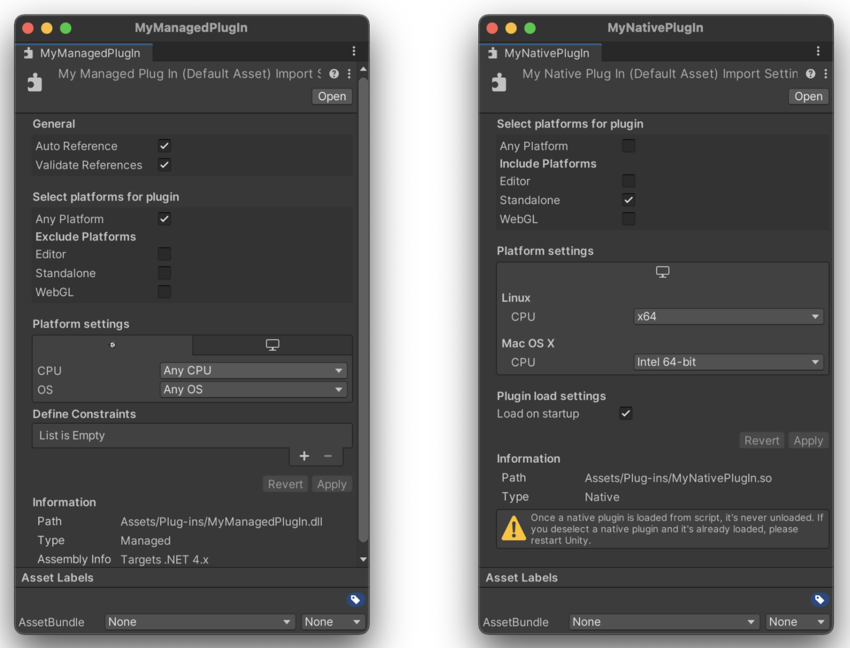 MyManagedPlugIn
MyManagedPlugIn
My Managed Plug In (Default Asset) Import S
Open
General
Auto Reference
Validate References
Select platforms for plugin
Any Platform
Exclude Platforms
Editor
Standalone
WebGL
Platform settings
CPU Any CPU
OS Any OS
Define Constraints
List is Empty
+ −
Revert Apply
Information
Path Assets/Plug-ins/MyManagedPlugIn.dll
Type Managed
Assembly Info Targets .NET 4.x
Asset Labels
AssetBundle None None
MyNativePlugIn
MyNativePlugIn
My Native Plug In (Default Asset) Import Settin
Open
Select platforms for plugin
Any Platform
Include Platforms
Editor
Standalone
WebGL
Platform settings
Linux
CPU x64
Mac OS X
CPU Intel 64-bit
Plugin load settings
Load on startup
Revert Apply
Information
Path Assets/Plug-ins/MyNativePlugIn.so
Type Native
Once a native plugin is loaded from script, it's never unloaded. If
you deselect a native plugin and it's already loaded, please
restart Unity.
Asset Labels
AssetBundle None None